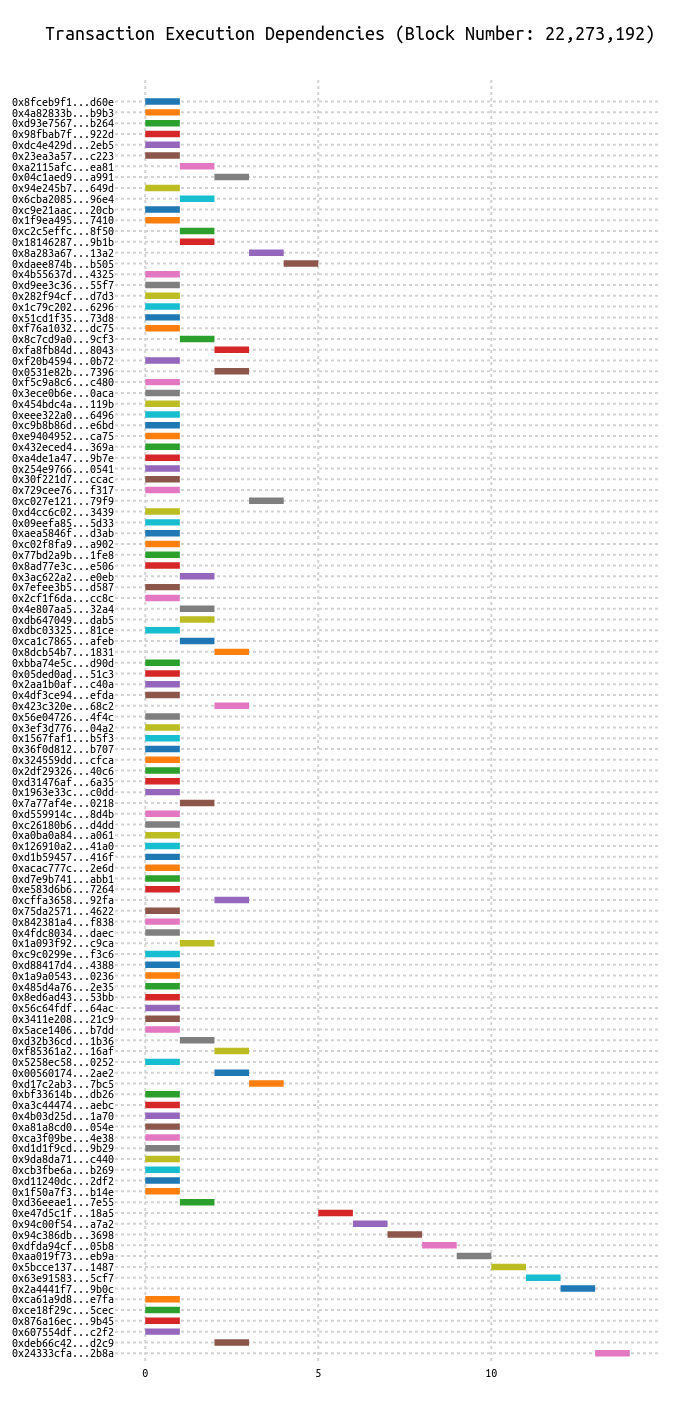 Transaction Execution Dependencies (Block Number: 22,273,192)
0x8fceb9f1...d60e
0x4a82833b...b9b3
0xd93e7567...b264
0x98fbab7f...922d
0xdc4e429d...2eb5
0x23ea3a57...c223
0xa2115afc...ea81
0x04c1aed9...a991
0x94e245b7...649d
0x6cba2085...96e4
0xc9e21aac...20cb
0x1f9ea495...7410
0xc2c5effc...8f50
0x18146287...9b1b
0x8a283a67...13a2
0xdaee874b...b505
0x4b55637d...4325
0xd9ee3c36...55f7
0x282f94cf...d7d3
0x1c79c202...6296
0x51cd1f35...73d8
0xf76a1032...dc75
0x8c7cd9a0...9cf3
0xfa8fb84d...8043
0xf20b4594...0b72
0x0531e82b...7396
0xf5c9a8c6...c480
0x3ece0b6e...0aca
0x454bdc4a...119b
0xeee322a0...6496
0xc9b8b86d...e6bd
0xe9404952...ca75
0x432eced4...369a
0xa4de1a47...9b7e
0x254e9766...0541
0x30f221d7...ccac
0x729cee76...f317
0xc027e121...79f9
0xd4cc6c02...3439
0x09eefa85...5d33
0xaea5846f...d3ab
0xc02f8fa9...a902
0x77bd2a9b...1fe8
0x8ad77e3c...e506
0x3ac622a2...e0eb
0x7efee3b5...d587
0x2cf1f6da...cc8c
0x4e807aa5...32a4
0xdb647049...dab5
0xdbc03325...81ce
0xca1c7865...afeb
0x8dcb54b7...1831
0xbba74e5c...d90d
0x05ded0ad...51c3
0x2aa1b0af...c40a
0x4df3ce94...efda
0x423c320e...68c2
0x56e04726...4f4c
0x3ef3d776...04a2
0x1567faf1...b5f3
0x36f0d812...b707
0x324559dd...cfca
0x2df29326...40c6
0xd31476af...6a35
0x1963e33c...c0dd
0x7a77af4e...0218
0xd559914c...8d4b
0xc26180b6...d4dd
0xa0ba0a84...a061
0x126910a2...41a0
0xd1b59457...416f
0xacac777c...2e6d
0xd7e9b741...abb1
0xe583d6b6...7264
0xcffa3658...92fa
0x75da2571...4622
0x842381a4...f838
0x4fdc8034...daec
0x1a093f92...c9ca
0xc9c0299e...f3c6
0xd88417d4...4388
0x1a9a0543...0236
0x485d4a76...2e35
0x8ed6ad43...53bb
0x56c64fdf...64ac
0x3411e208...21c9
0x5ace1406...b7dd
0xd32b36cd...1b36
0xf85361a2...16af
0x5258ec58...0252
0x00560174...2ae2
0xd17c2ab3...7bc5
0xbf33614b...db26
0xa3c44474...aebc
0x4b03d25d...1a70
0xa81a8cd0...054e
0xca3f09be...4e38
0xd1d1f9cd...9b29
0x9da8da71...c440
0xcb3fbe6a...b269
0xd11240dc...2df2
0x1f50a7f3...b14e
0xd36eeae1...7e55
0xe47d5c1f...18a5
0x94c00f54...a7a2
0x94c386db...3698
0xdfda94cf...05b8
0xaa019f73...eb9a
0x5bcce137...1487
0x63e91583...5cf7
0x2a4441f7...9b0c
0xca61a9d8...e7fa
0xce18f29c...5cec
0x876a16ec...9b45
0x607554df...c2f2
0xdeb66c42...d2c9
0x24333cfa...2b8a
0 5 10